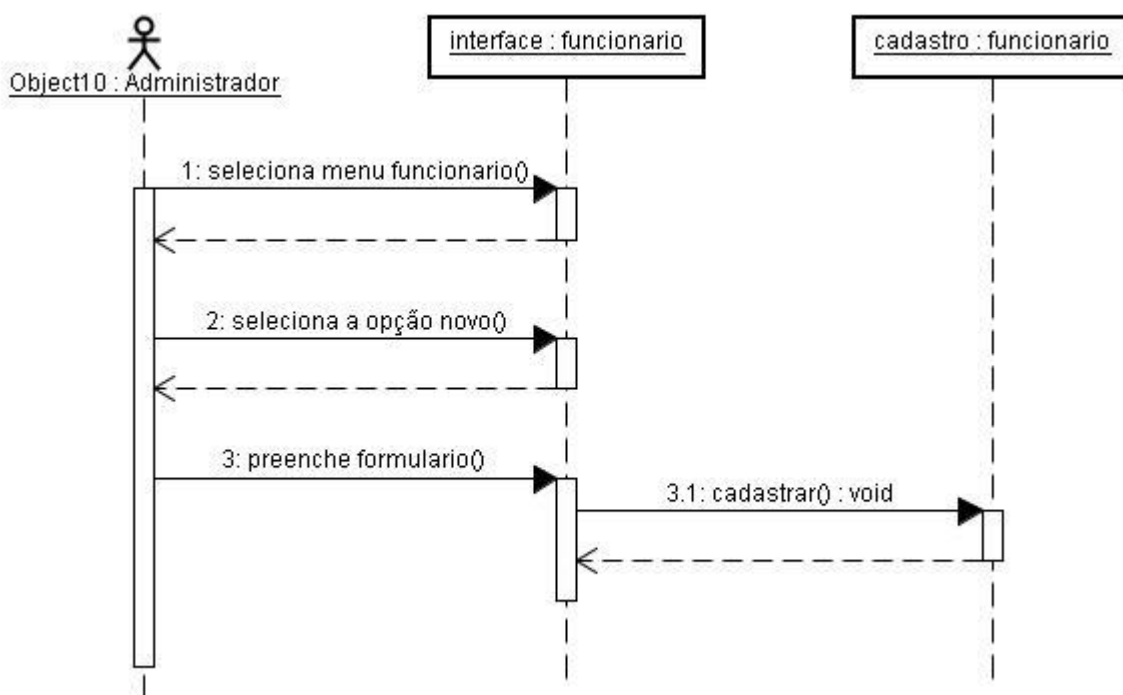 Object10 : Administrador
interface : funcionario
cadastro : funcionario
1: seleciona menu funcionario()
2: seleciona a opção novo()
3: preenche formulario()
3.1: cadastrar() : void